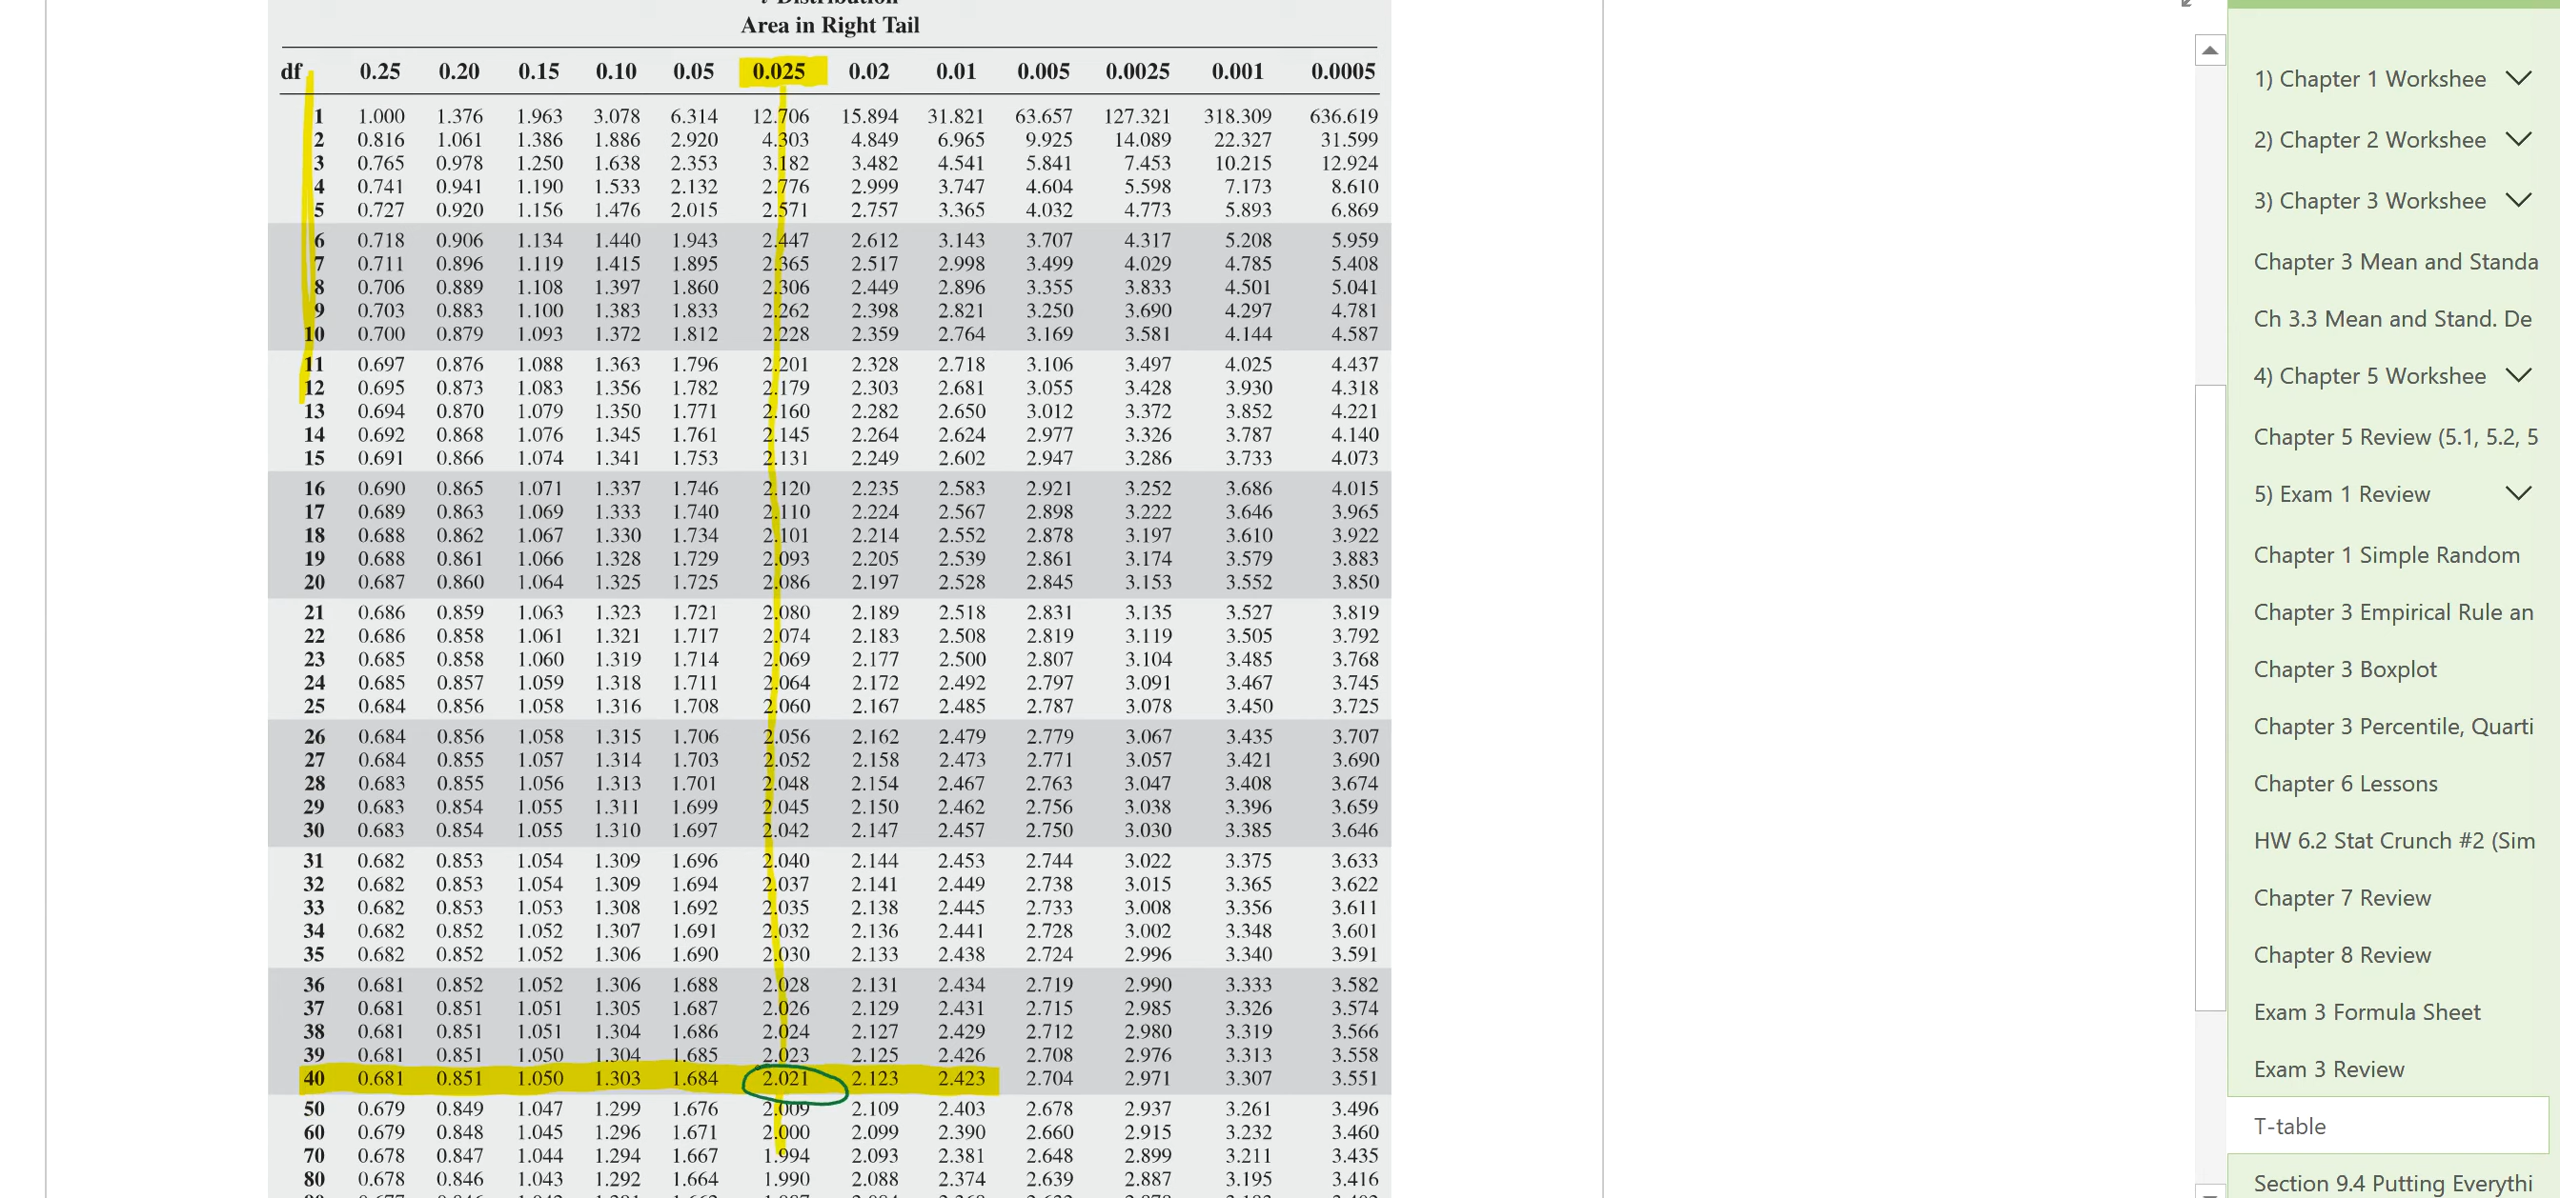 Area in Right Tail
df 0.25 0.20 0.15 0.10 0.05 0.025 0.02 0.01 0.005 0.0025 0.001 0.0005
1 1.000 1.376 1.963 3.078 6.314 12.706 15.894 31.821 63.657 127.321 318.309 636.619
2 0.816 1.061 1.386 1.886 2.920 4.303 4.849 6.965 9.925 14.089 22.327 31.599
3 0.765 0.978 1.250 1.638 2.353 3.182 3.482 4.541 5.841 7.453 10.215 12.924
4 0.741 0.941 1.190 1.533 2.132 2.776 2.999 3.747 4.604 5.598 7.173 8.610
5 0.727 0.920 1.156 1.476 2.015 2.571 2.757 3.365 4.032 4.773 5.893 6.869
6 0.718 0.906 1.134 1.440 1.943 2.447 2.612 3.143 3.707 4.317 5.208 5.959
7 0.711 0.896 1.119 1.415 1.895 2.365 2.517 2.998 3.499 4.029 4.785 5.408
8 0.706 0.889 1.108 1.397 1.860 2.306 2.449 2.896 3.355 3.833 4.501 5.041
9 0.703 0.883 1.100 1.383 1.833 2.262 2.398 2.821 3.250 3.690 4.297 4.781
10 0.700 0.879 1.093 1.372 1.812 2.228 2.359 2.764 3.169 3.581 4.144 4.587
11 0.697 0.876 1.088 1.363 1.796 2.201 2.328 2.718 3.106 3.497 4.025 4.437
12 0.695 0.873 1.083 1.356 1.782 2.179 2.303 2.681 3.055 3.428 3.930 4.318
13 0.694 0.870 1.079 1.350 1.771 2.160 2.282 2.650 3.012 3.372 3.852 4.221
14 0.692 0.868 1.076 1.345 1.761 2.145 2.264 2.624 2.977 3.326 3.787 4.140
15 0.691 0.866 1.074 1.341 1.753 2.131 2.249 2.602 2.947 3.286 3.733 4.073
16 0.690 0.865 1.071 1.337 1.746 2.120 2.235 2.583 2.921 3.252 3.686 4.015
17 0.689 0.863 1.069 1.333 1.740 2.110 2.224 2.567 2.898 3.222 3.646 3.965
18 0.688 0.862 1.067 1.330 1.734 2.101 2.214 2.552 2.878 3.197 3.610 3.922
19 0.688 0.861 1.066 1.328 1.729 2.093 2.205 2.539 2.861 3.174 3.579 3.883
20 0.687 0.860 1.064 1.325 1.725 2.086 2.197 2.528 2.845 3.153 3.552 3.850
21 0.686 0.859 1.063 1.323 1.721 2.080 2.189 2.518 2.831 3.135 3.527 3.819
22 0.686 0.858 1.061 1.321 1.717 2.074 2.183 2.508 2.819 3.119 3.505 3.792
23 0.685 0.858 1.060 1.319 1.714 2.069 2.177 2.500 2.807 3.104 3.485 3.768
24 0.685 0.857 1.059 1.318 1.711 2.064 2.172 2.492 2.797 3.091 3.467 3.745
25 0.684 0.856 1.058 1.316 1.708 2.060 2.167 2.485 2.787 3.078 3.450 3.725
26 0.684 0.856 1.058 1.315 1.706 2.056 2.162 2.479 2.779 3.067 3.435 3.707
27 0.684 0.855 1.057 1.314 1.703 2.052 2.158 2.473 2.771 3.057 3.421 3.690
28 0.683 0.855 1.056 1.313 1.701 2.048 2.154 2.467 2.763 3.047 3.408 3.674
29 0.683 0.854 1.055 1.311 1.699 2.045 2.150 2.462 2.756 3.038 3.396 3.659
30 0.683 0.854 1.055 1.310 1.697 2.042 2.147 2.457 2.750 3.030 3.385 3.646
31 0.682 0.853 1.054 1.309 1.696 2.040 2.144 2.453 2.744 3.022 3.375 3.633
32 0.682 0.853 1.054 1.309 1.694 2.037 2.141 2.449 2.738 3.015 3.365 3.622
33 0.682 0.853 1.053 1.308 1.692 2.035 2.138 2.445 2.733 3.008 3.356 3.611
34 0.682 0.852 1.052 1.307 1.691 2.032 2.136 2.441 2.728 3.002 3.348 3.601
35 0.682 0.852 1.052 1.306 1.690 2.030 2.133 2.438 2.724 2.996 3.340 3.591
36 0.681 0.852 1.052 1.306 1.688 2.028 2.131 2.434 2.719 2.990 3.333 3.582
37 0.681 0.851 1.051 1.305 1.687 2.026 2.129 2.431 2.715 2.985 3.326 3.574
38 0.681 0.851 1.051 1.304 1.686 2.024 2.127 2.429 2.712 2.980 3.319 3.566
39 0.681 0.851 1.050 1.304 1.685 2.023 2.125 2.426 2.708 2.976 3.313 3.558
40 0.681 0.851 1.050 1.303 1.684 2.021 2.123 2.423 2.704 2.971 3.307 3.551
50 0.679 0.849 1.047 1.299 1.676 2.009 2.109 2.403 2.678 2.937 3.261 3.496
60 0.679 0.848 1.045 1.296 1.671 2.000 2.099 2.390 2.660 2.915 3.232 3.460
70 0.678 0.847 1.044 1.294 1.667 1.994 2.093 2.381 2.648 2.899 3.211 3.435
80 0.678 0.846 1.043 1.292 1.664 1.990 2.088 2.374 2.639 2.887 3.195 3.416
1) Chapter 1 Workshee
2) Chapter 2 Workshee
3) Chapter 3 Workshee
Chapter 3 Mean and Standa
Ch 3.3 Mean and Stand. De
4) Chapter 5 Workshee
Chapter 5 Review (5.1, 5.2, 5
5) Exam 1 Review
Chapter 1 Simple Random
Chapter 3 Empirical Rule an
Chapter 3 Boxplot
Chapter 3 Percentile, Quarti
Chapter 6 Lessons
HW 6.2 Stat Crunch #2 (Sim
Chapter 7 Review
Chapter 8 Review
Exam 3 Formula Sheet
Exam 3 Review
T-table
Section 9.4 Putting Everythi